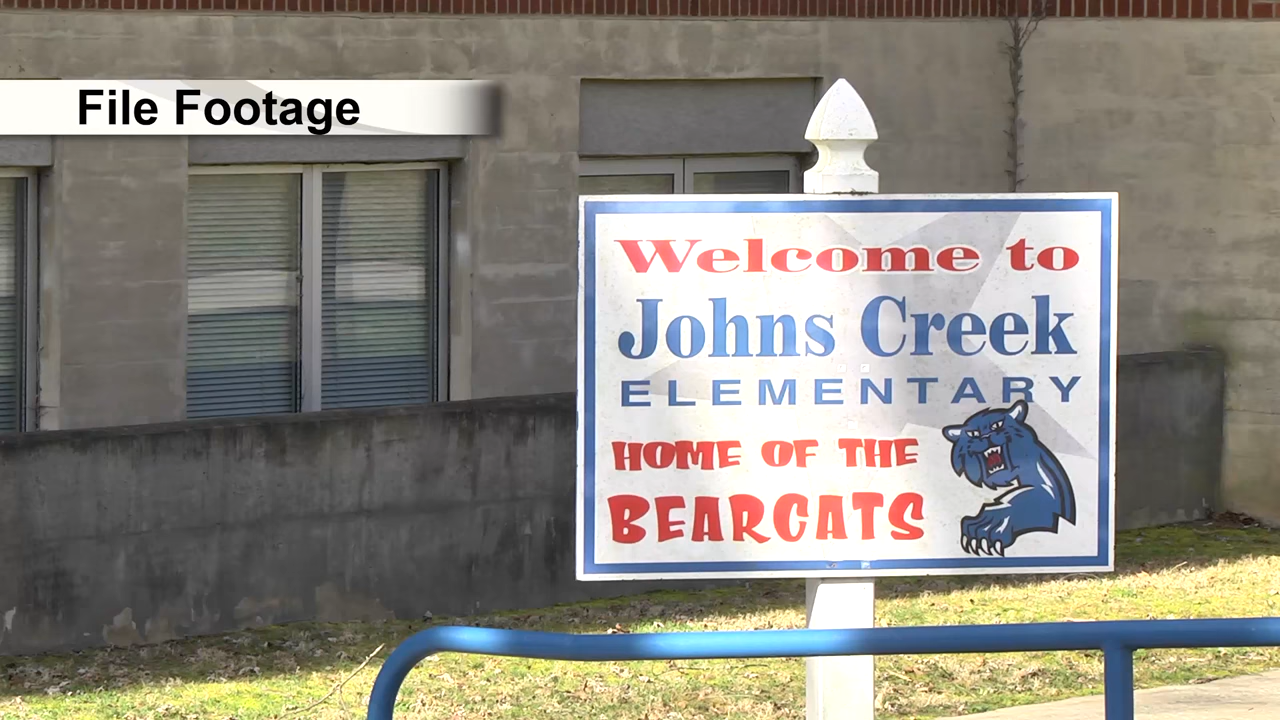 File Footage
Welcome to
Johns Creek
ELEMENTARY
HOME OF THE
BEARCATS